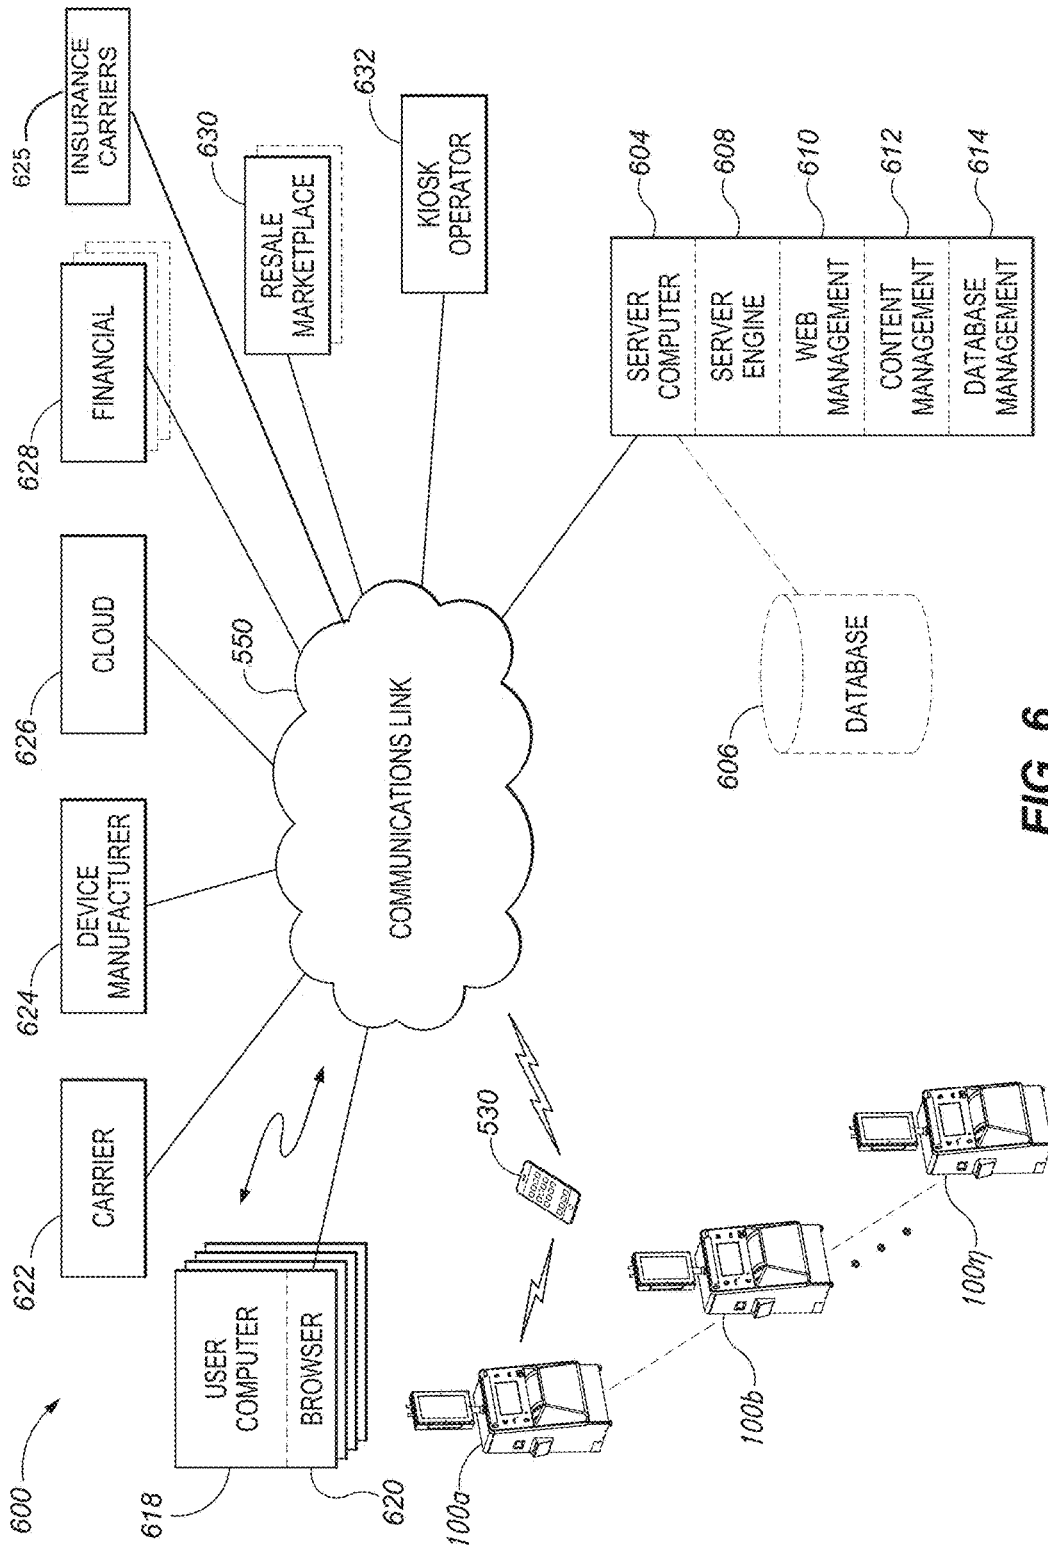 600
622
CARRIER
624
DEVICE
MANUFACTURER
626
CLOUD
628
FINANCIAL
625
INSURANCE
CARRIERS
618
USER
COMPUTER
620
BROWSER
550
COMMUNICATIONS LINK
630
RESALE
MARKETPLACE
632
KIOSK
OPERATOR
530
100a
100b
100η
606
DATABASE
SERVER
COMPUTER
604
SERVER
ENGINE
608
WEB
MANAGEMENT
610
CONTENT
MANAGEMENT
612
DATABASE
MANAGEMENT
614
FIG. 6